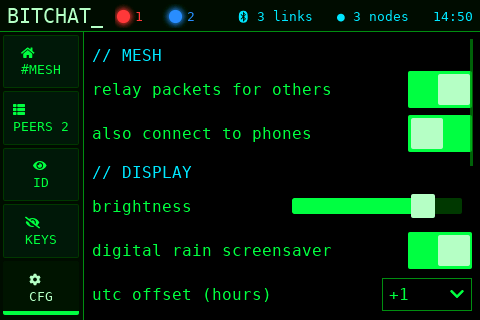 BITCHAT_ 1 2 3 links 3 nodes 14:50
#MESH
PEERS 2
ID
KEYS
CFG
// MESH
relay packets for others
also connect to phones
// DISPLAY
brightness
digital rain screensaver
utc offset (hours) +1